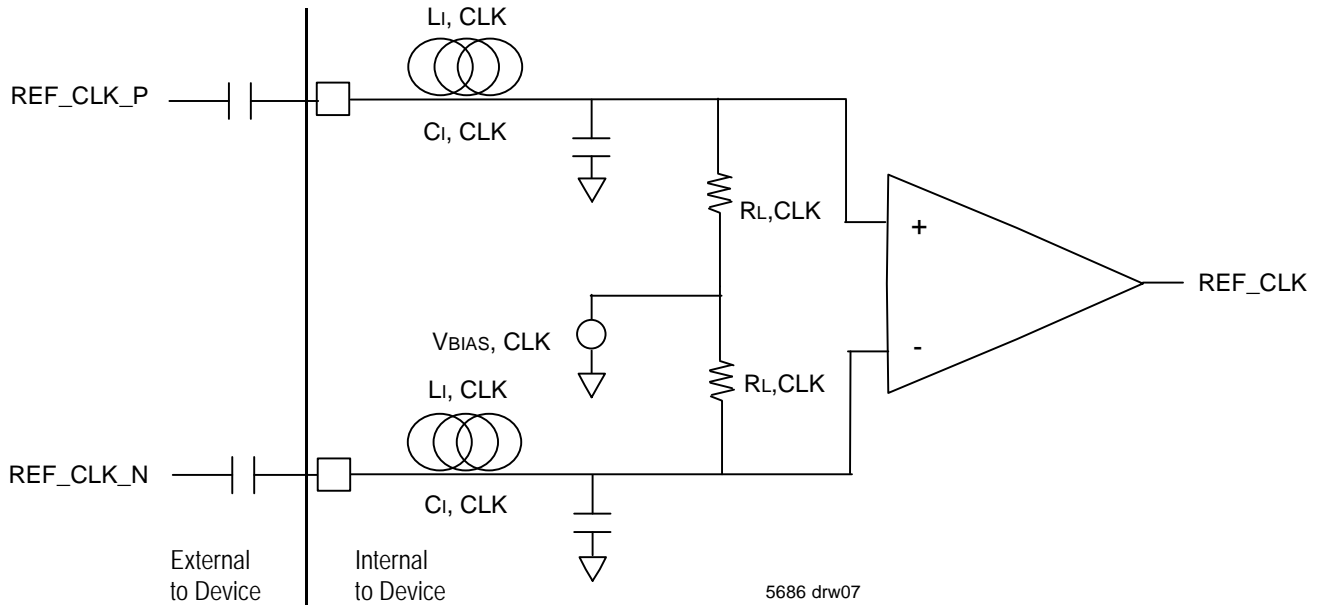 LI, CLK
REF_CLK_P
CI, CLK
RL,CLK
+
REF_CLK
-
VBIAS, CLK
RL,CLK
LI, CLK
REF_CLK_N
CI, CLK
External
to Device
Internal
to Device
5686 drw07